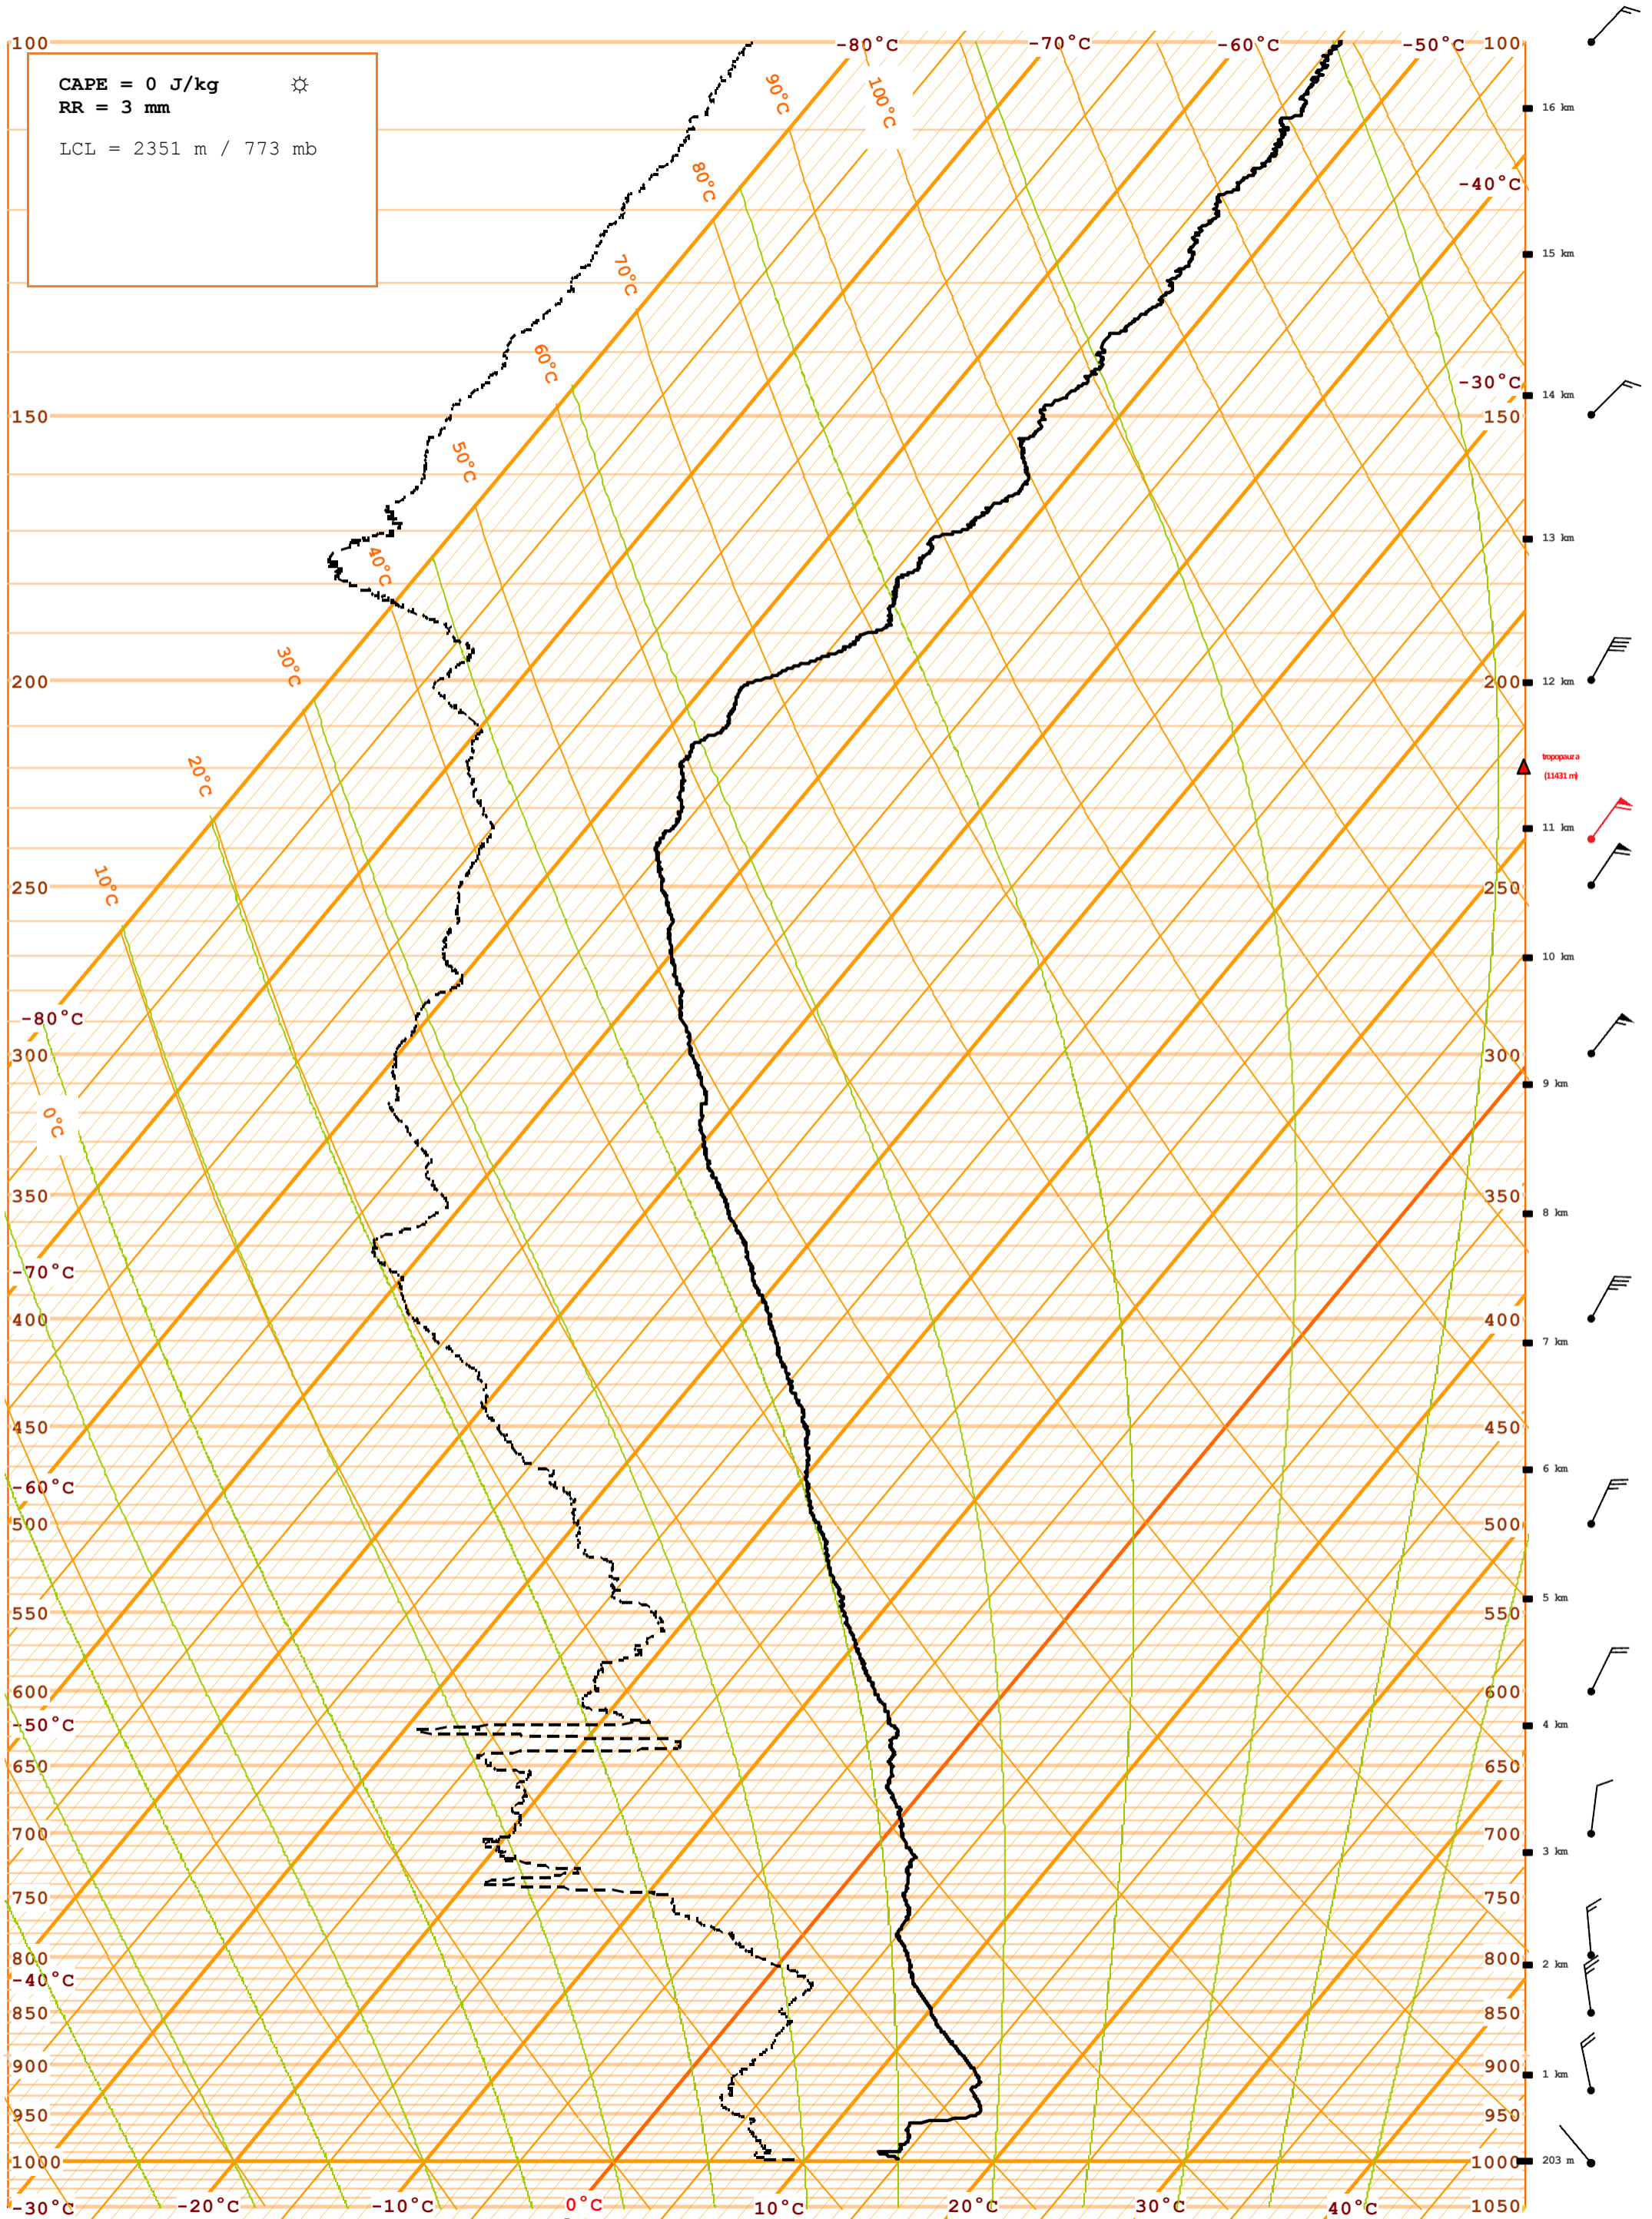 100 -80°C -70°C -60°C -50°C 100
CAPE = 0 J/kg ☼
RR = 3 mm
LCL = 2351 m / 773 mb
90°C 100°C
16 km
80°C
-40°C
15 km
70°C
60°C
-30°C
14 km
150 150
50°C
13 km
40°C
30°C
200 200 12 km
20°C
tropopauza
(11431 m)
11 km
10°C
250 250
10 km
-80°C
300 300
9 km
0°C
350 350
8 km
-70°C
400 400
7 km
450 450
6 km
-60°C
500 500
5 km
550 550
600 600
-50°C 4 km
650 650
700 700
3 km
750 750
800 800
2 km
-40°C
850 850
900 900
1 km
950 950
1000 1000 203 m
-30°C -20°C -10°C 0°C 10°C 20°C 30°C 40°C 1050